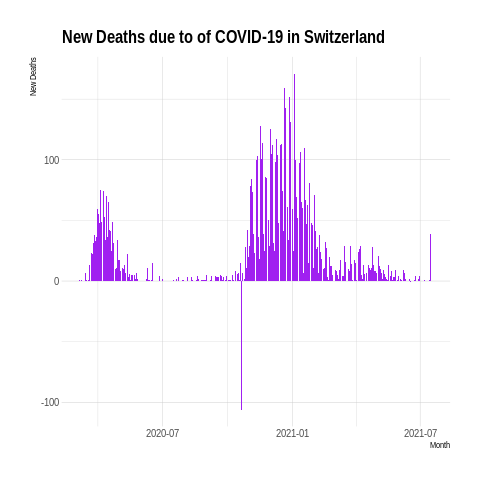 New Deaths due to of COVID-19 in Switzerland
New Deaths
100
0
-100
2020-07
2021-01
2021-07
Month